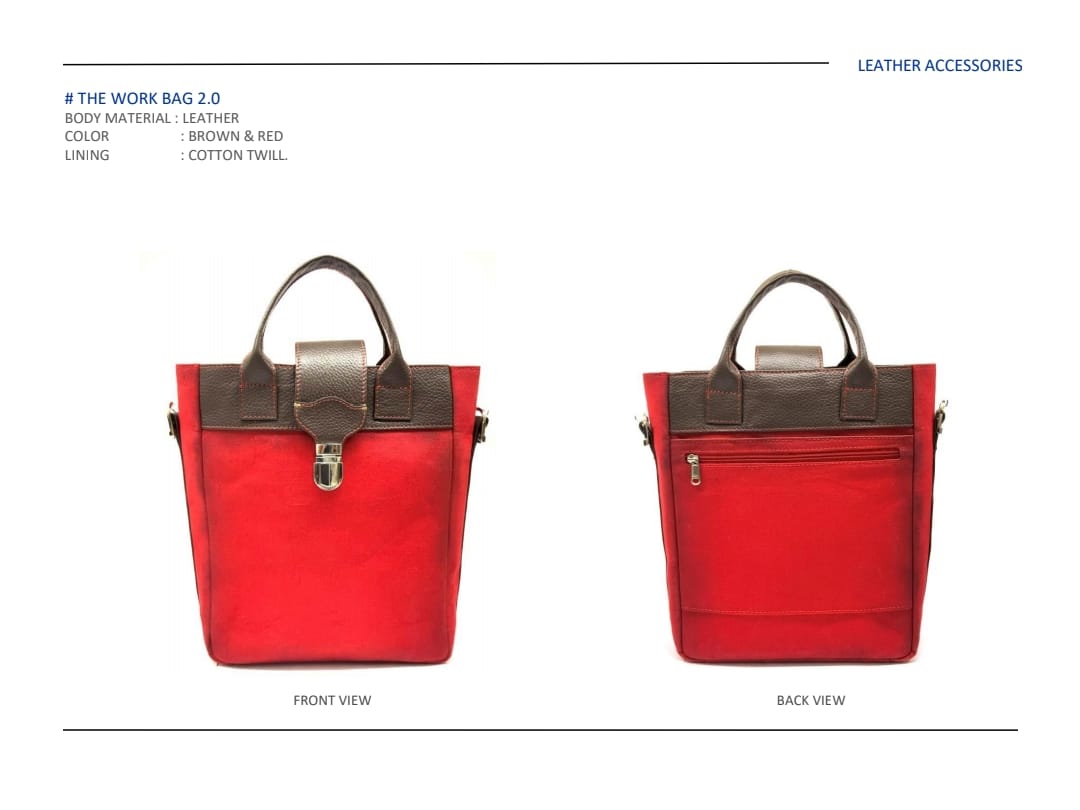 LEATHER ACCESSORIES
# THE WORK BAG 2.0
BODY MATERIAL : LEATHER
COLOR : BROWN & RED
LINING : COTTON TWILL.
FRONT VIEW
BACK VIEW